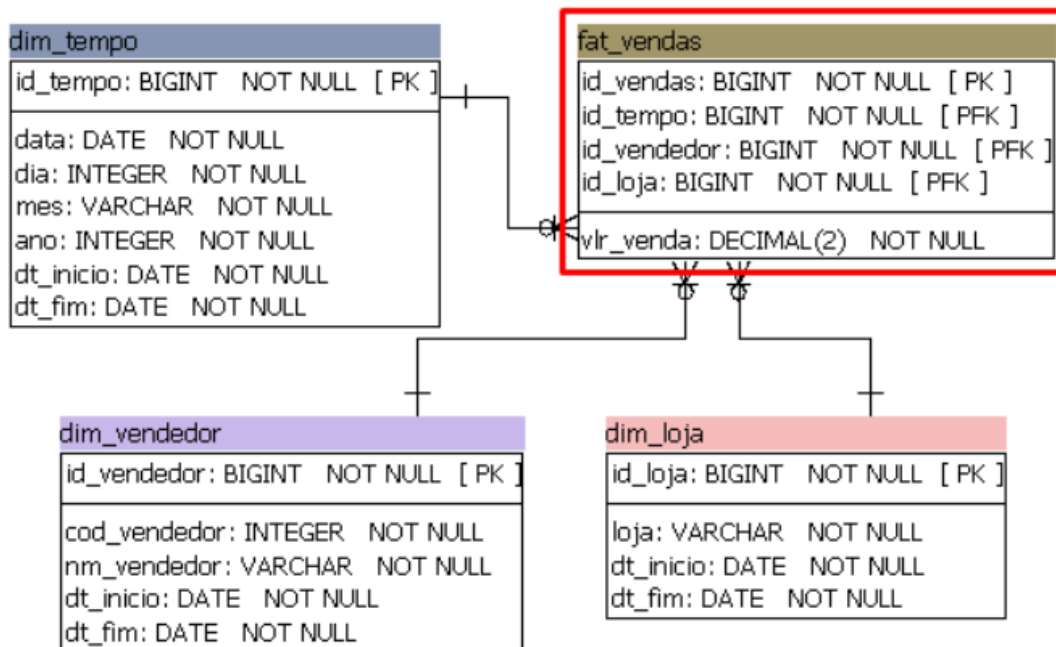 dim_tempo
id_tempo: BIGINT NOT NULL [ PK ]
data: DATE NOT NULL
dia: INTEGER NOT NULL
mes: VARCHAR NOT NULL
ano: INTEGER NOT NULL
dt_inicio: DATE NOT NULL
dt_fim: DATE NOT NULL
fat_vendas
id_vendas: BIGINT NOT NULL [ PK ]
id_tempo: BIGINT NOT NULL [ PFK ]
id_vendedor: BIGINT NOT NULL [ PFK ]
id_loja: BIGINT NOT NULL [ PFK ]
vlr_venda: DECIMAL(2) NOT NULL
dim_vendedor
id_vendedor: BIGINT NOT NULL [ PK ]
cod_vendedor: INTEGER NOT NULL
nm_vendedor: VARCHAR NOT NULL
dt_inicio: DATE NOT NULL
dt_fim: DATE NOT NULL
dim_loja
id_loja: BIGINT NOT NULL [ PK ]
loja: VARCHAR NOT NULL
dt_inicio: DATE NOT NULL
dt_fim: DATE NOT NULL